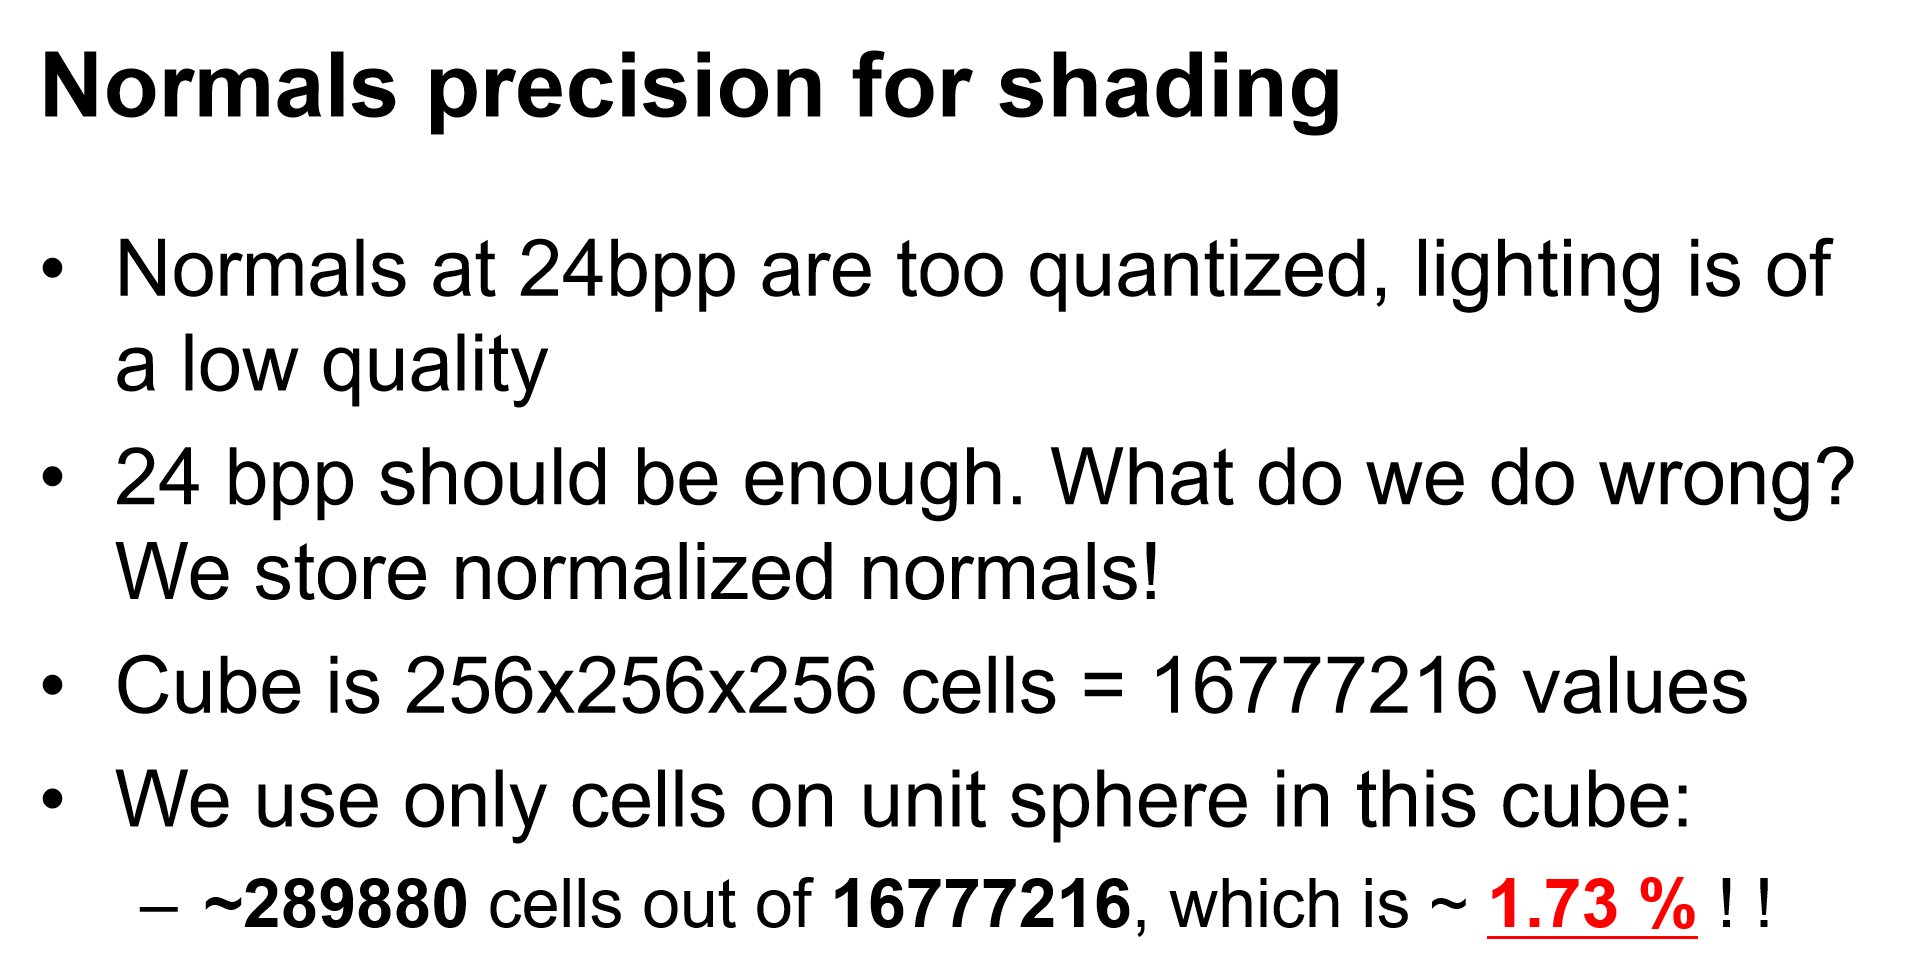 Normals precision for shading
• Normals at 24bpp are too quantized, lighting is of
a low quality
• 24 bpp should be enough. What do we do wrong?
We store normalized normals!
• Cube is 256x256x256 cells = 16777216 values
• We use only cells on unit sphere in this cube:
– ~289880 cells out of 16777216, which is ~ 1.73 % ! !